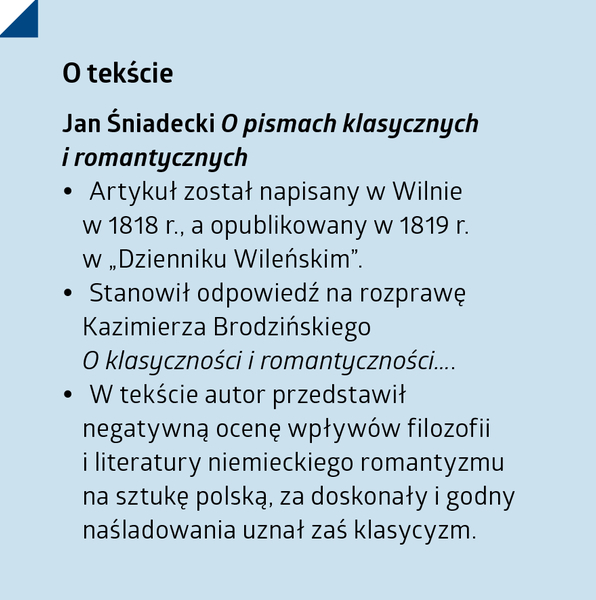 O tekście
Jan Śniadecki O pismach klasycznych
i romantycznych
• Artykuł został napisany w Wilnie
w 1818 r., a opublikowany w 1819 r.
w „Dzienniku Wileńskim”.
• Stanowił odpowiedź na rozprawę
Kazimierza Brodzińskiego
O klasyczności i romantyczności....
• W tekście autor przedstawił
negatywną ocenę wpływów filozofii
i literatury niemieckiego romantyzmu
na sztukę polską, za doskonały i godny
naśladowania uznał zaś klasycyzm.